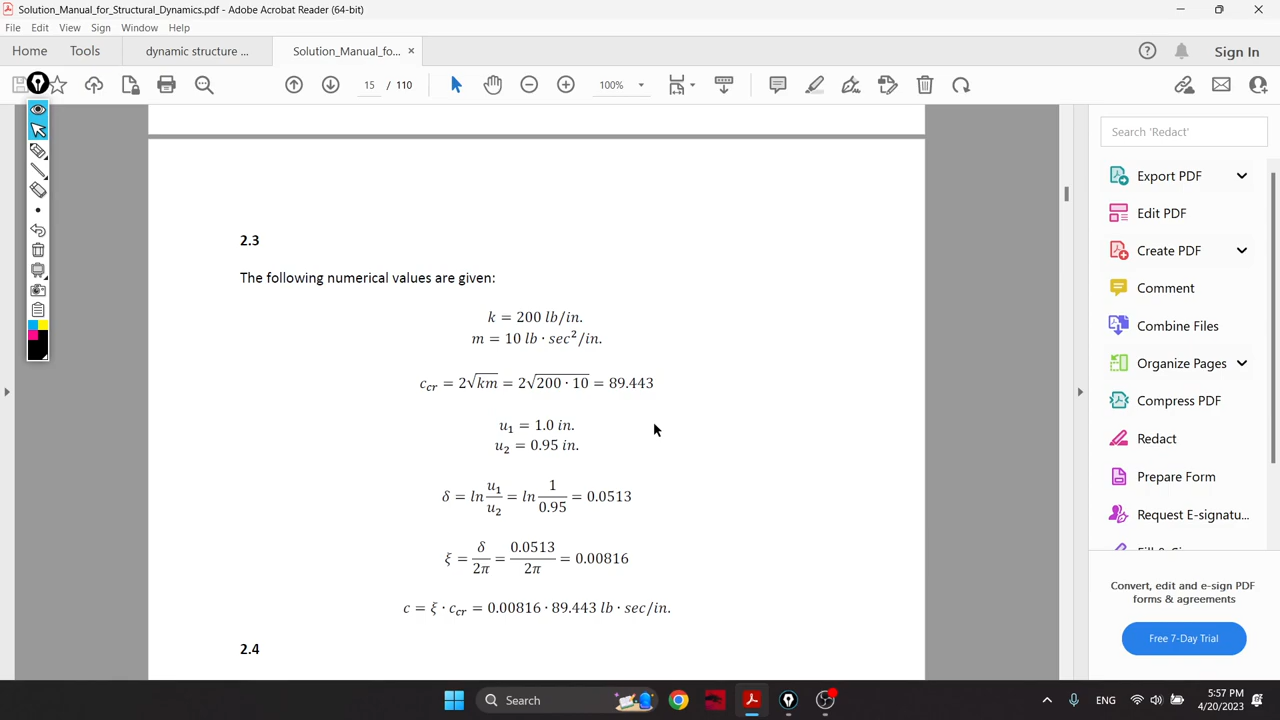 Solution_Manual_for_Structural_Dynamics.pdf - Adobe Acrobat Reader (64-bit)
File Edit View Sign Window Help
Home Tools dynamic structure ... Solution_Manual_fo... × Sign In
15 / 110 100%
2.3
The following numerical values are given:
k = 200 lb/in.
m = 10 lb · sec²/in.
c_cr = 2√km = 2√200 · 10 = 89.443
u₁ = 1.0 in.
u₂ = 0.95 in.
δ = ln u₁/u₂ = ln 1/0.95 = 0.0513
ξ = δ/2π = 0.0513/2π = 0.00816
c = ξ · c_cr = 0.00816 · 89.443 lb · sec/in.
2.4
Search 'Redact'
Export PDF
Edit PDF
Create PDF
Comment
Combine Files
Organize Pages
Compress PDF
Redact
Prepare Form
Request E-signatu...
Convert, edit and e-sign PDF
forms & agreements
Free 7-Day Trial
Search
ENG
5:57 PM
4/20/2023